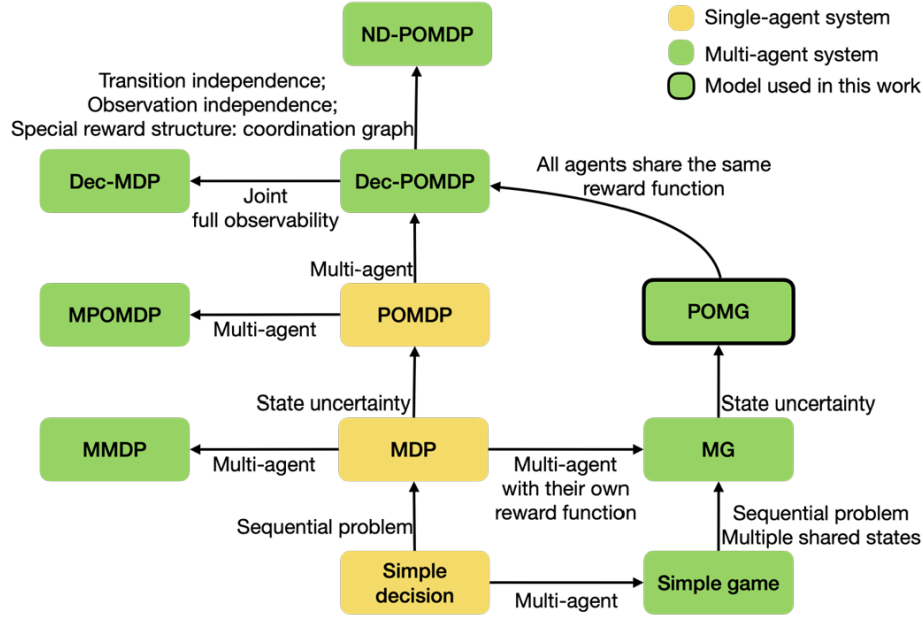 Single-agent system
Multi-agent system
Model used in this work
ND-POMDP
Transition independence;
Observation independence;
Special reward structure: coordination graph
Dec-MDP
Joint
full observability
Dec-POMDP
All agents share the same
reward function
Multi-agent
MPOMDP
Multi-agent
POMDP
POMG
State uncertainty
State uncertainty
MMDP
Multi-agent
MDP
Multi-agent
with their own
reward function
MG
Sequential problem
Sequential problem
Multiple shared states
Simple
decision
Multi-agent
Simple game